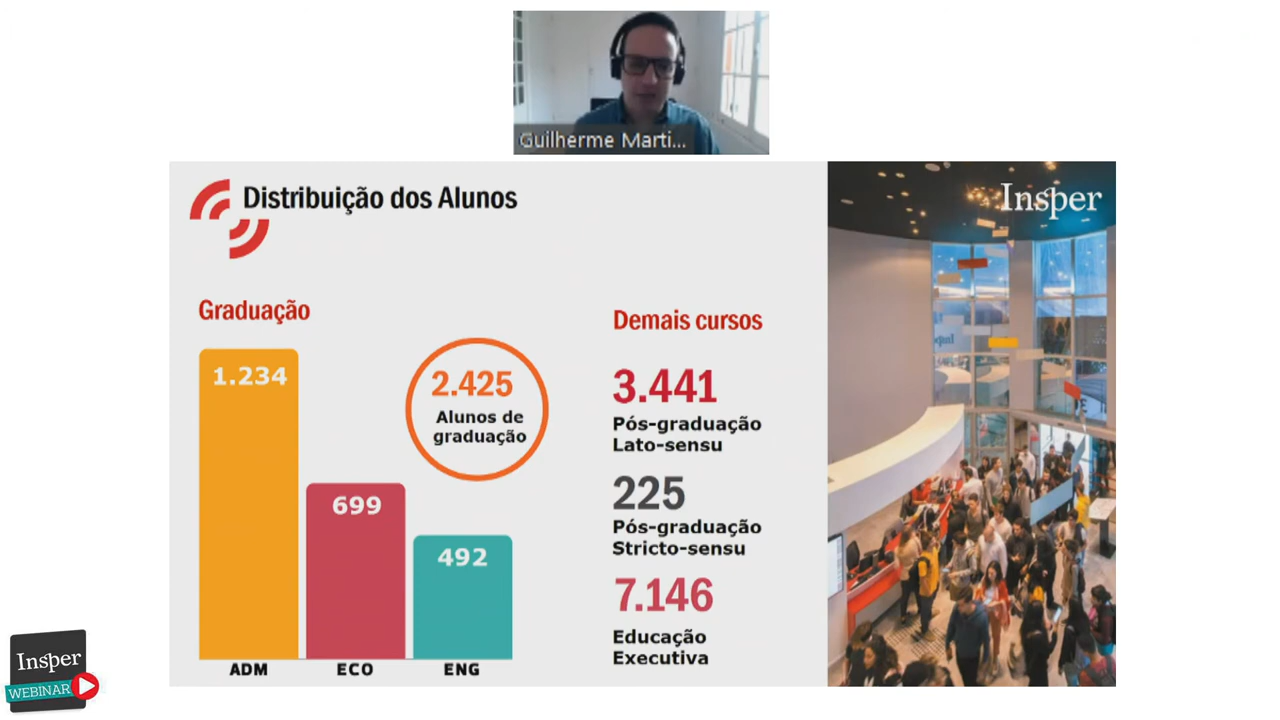 Guilherme Marti...
Distribuição dos Alunos
Insper
Graduação
1.234
699
492
ADM
ECO
ENG
2.425
Alunos de
graduação
Demais cursos
3.441
Pós-graduação
Lato-sensu
225
Pós-graduação
Stricto-sensu
7.146
Educação
Executiva
Insper
WEBINAR